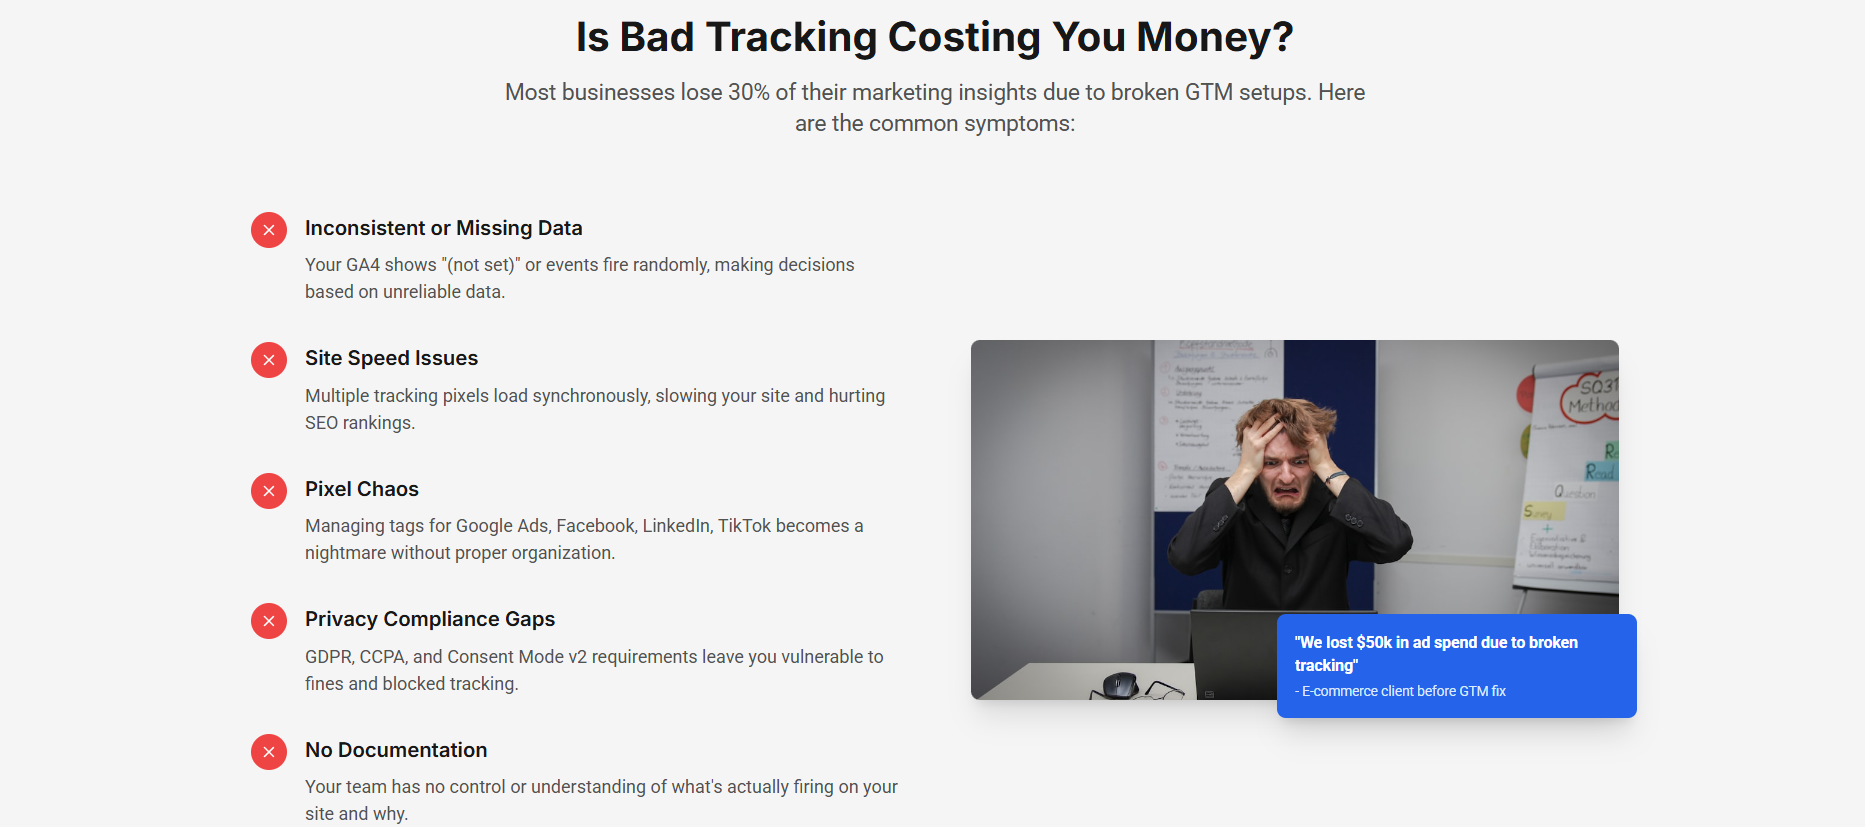 Is Bad Tracking Costing You Money?
Most businesses lose 30% of their marketing insights due to broken GTM setups. Here
are the common symptoms:
Inconsistent or Missing Data
Your GA4 shows "(not set)" or events fire randomly, making decisions
based on unreliable data.
Site Speed Issues
Multiple tracking pixels load synchronously, slowing your site and hurting
SEO rankings.
Pixel Chaos
Managing tags for Google Ads, Facebook, LinkedIn, TikTok becomes a
nightmare without proper organization.
Privacy Compliance Gaps
GDPR, CCPA, and Consent Mode v2 requirements leave you vulnerable to
fines and blocked tracking.
No Documentation
Your team has no control or understanding of what's actually firing on your
site and why.
SQ3
Method
Road
Question
Survey
"We lost $50k in ad spend due to broken
tracking"
- E-commerce client before GTM fix